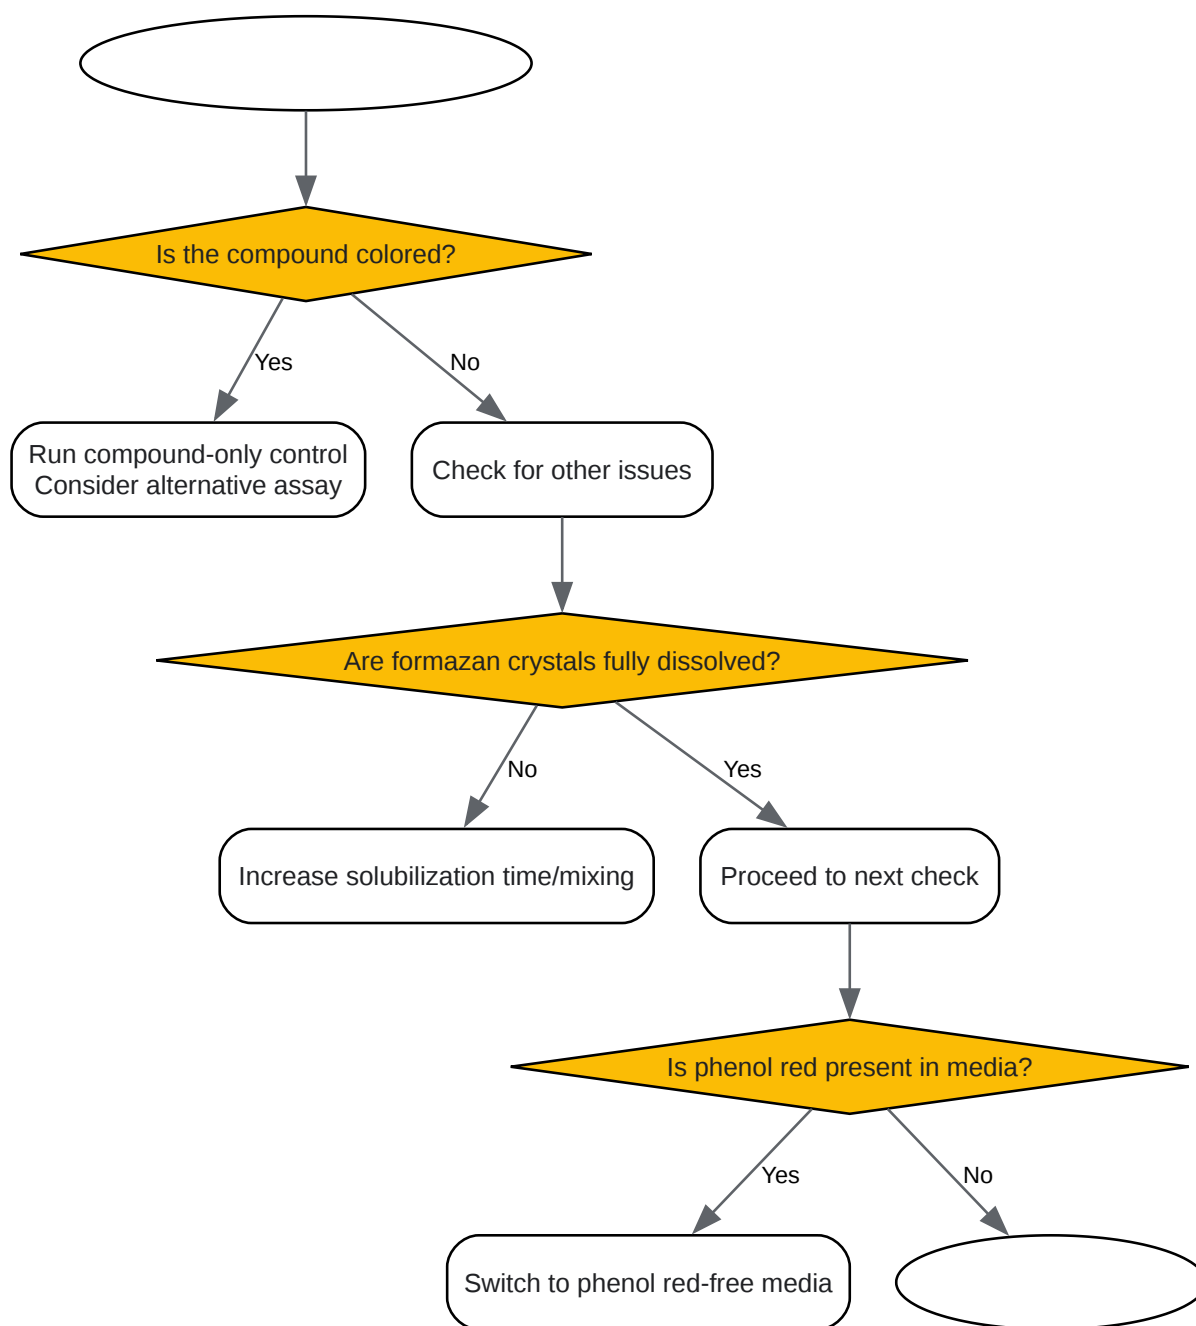 Is the compound colored?
Yes
No
Run compound-only control
Consider alternative assay
Check for other issues
Are formazan crystals fully dissolved?
No
Yes
Increase solubilization time/mixing
Proceed to next check
Is phenol red present in media?
Yes
No
Switch to phenol red-free media